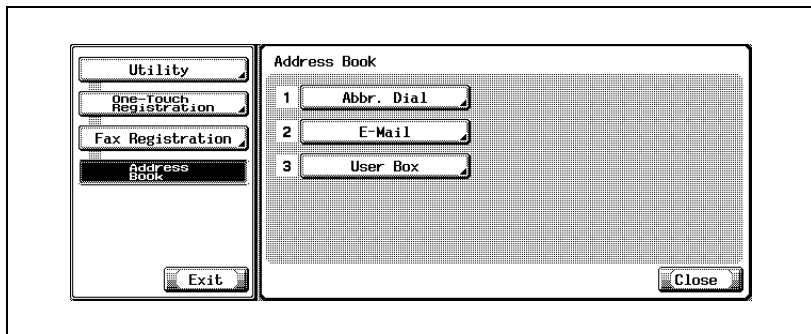 Utility
One-Touch
Registration
Fax Registration
Address
Book
Exit
Address Book
1 Abbr. Dial
2 E-Mail
3 User Box
Close